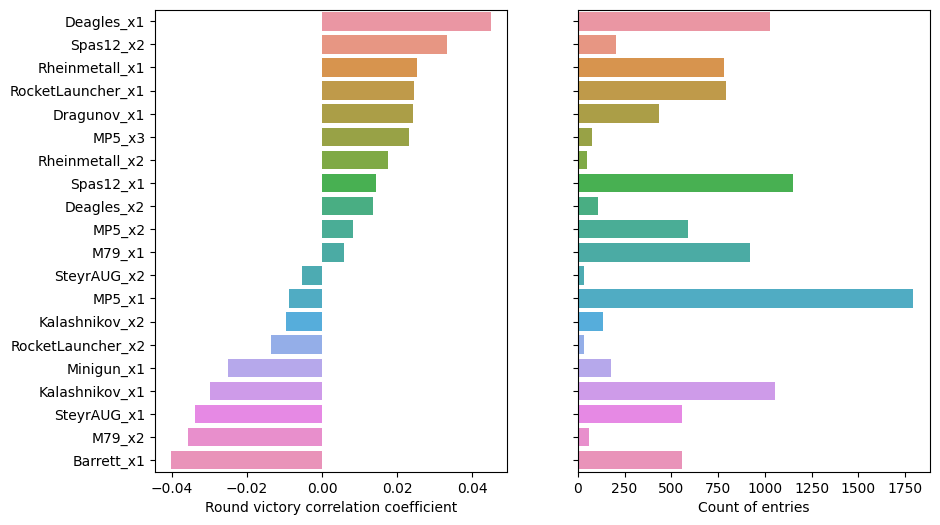 Deagles_x1
Spas12_x2
Rheinmetall_x1
RocketLauncher_x1
Dragunov_x1
MP5_x3
Rheinmetall_x2
Spas12_x1
Deagles_x2
MP5_x2
M79_x1
SteyrAUG_x2
MP5_x1
Kalashnikov_x2
RocketLauncher_x2
Minigun_x1
Kalashnikov_x1
SteyrAUG_x1
M79_x2
Barrett_x1
−0.04 −0.02 0.00 0.02 0.04
Round victory correlation coefficient
0 250 500 750 1000 1250 1500 1750
Count of entries